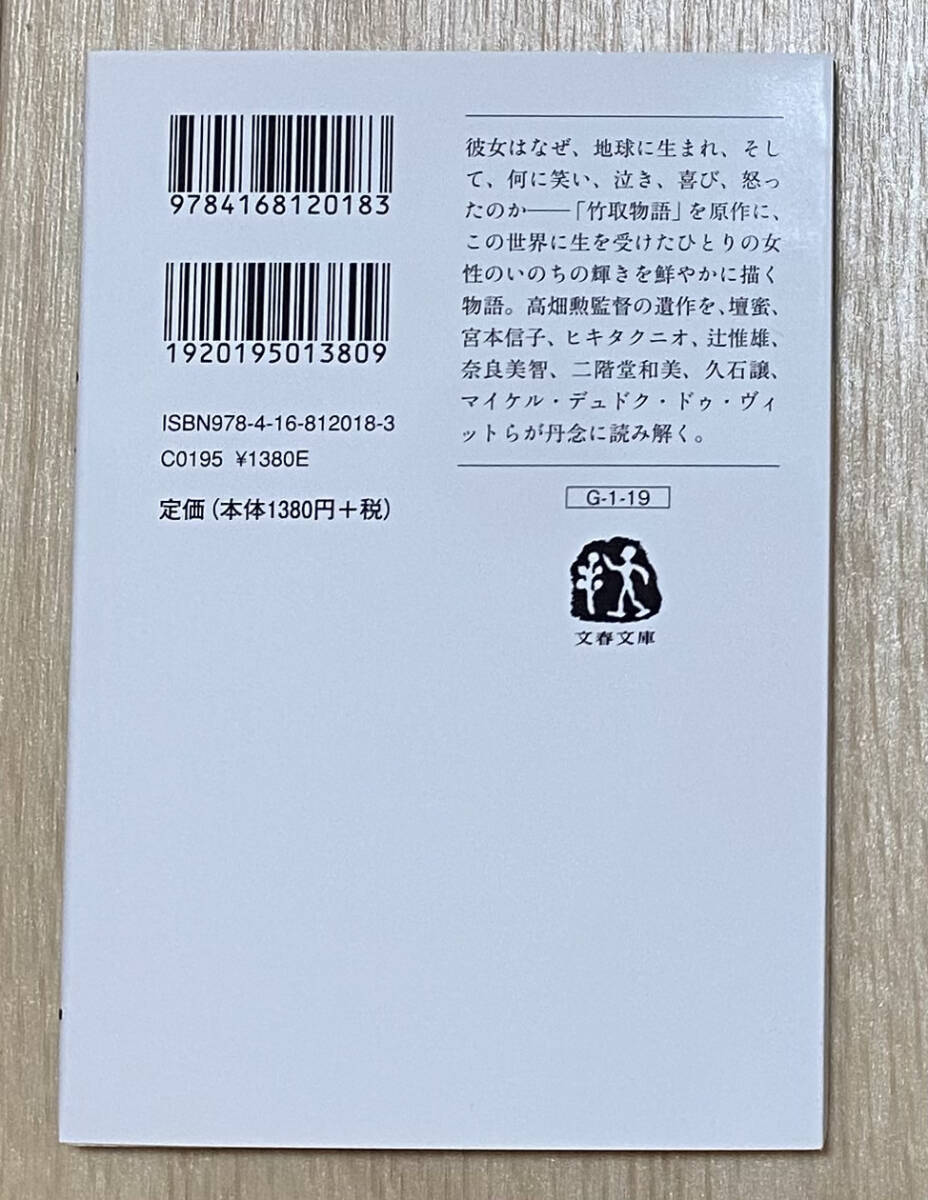 9784168120183
1920195013809
ISBN978-4-16-812018-3
C0195 ¥1380E
定価(本体1380円+税)
彼女はなぜ、地球に生まれ、そし
て、何に笑い、泣き、喜び、怒っ
たのか——「竹取物語」を原作に、
この世界に生を受けたひとりの女
性のいのちの輝きを鮮やかに描く
物語。高畑勲監督の遺作を、壇蜜、
宮本信子、ヒキタクニオ、辻惟雄、
奈良美智、二階堂和美、久石譲、
マイケル・デュドク・ドゥ・ヴィ
ットらが丹念に読み解く。
G-1-19
文春文庫